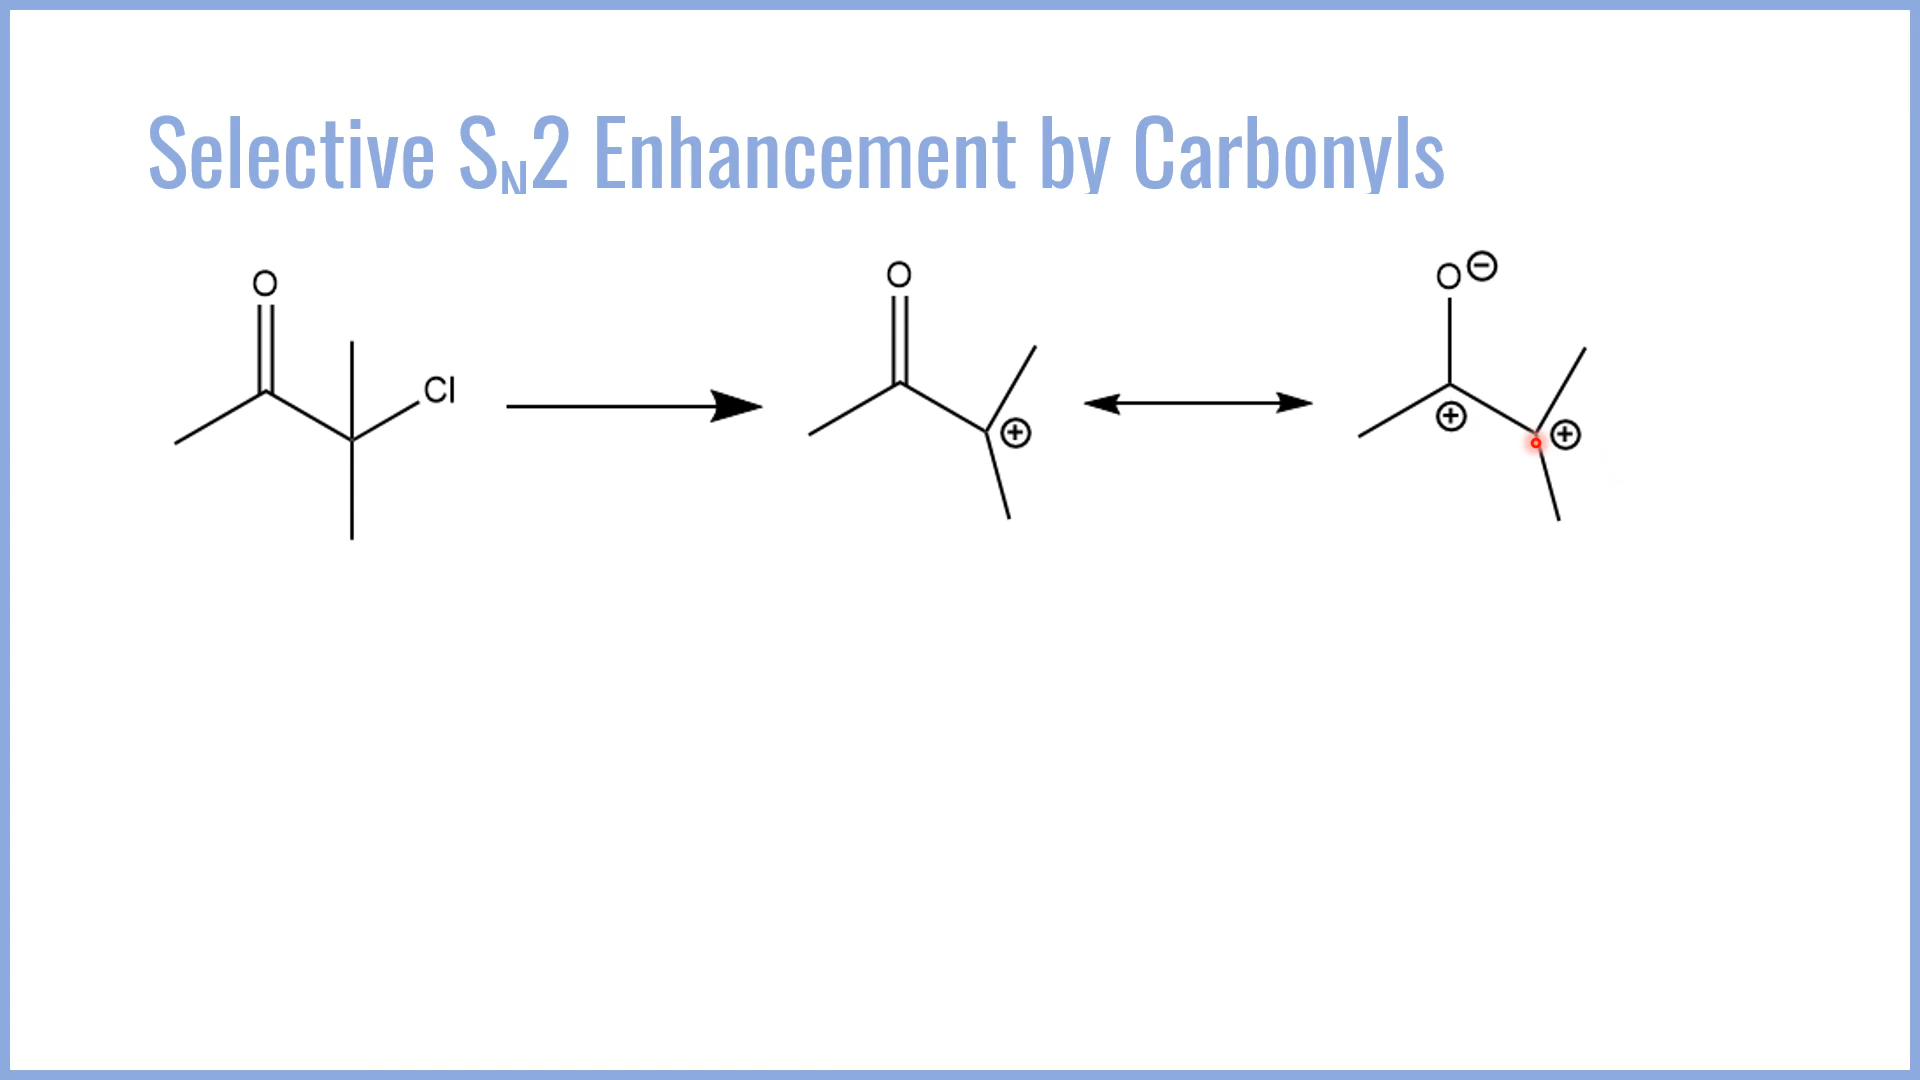 Selective SN2 Enhancement by Carbonyls
O
Cl
O
⊕
O⊖
⊕
⊕